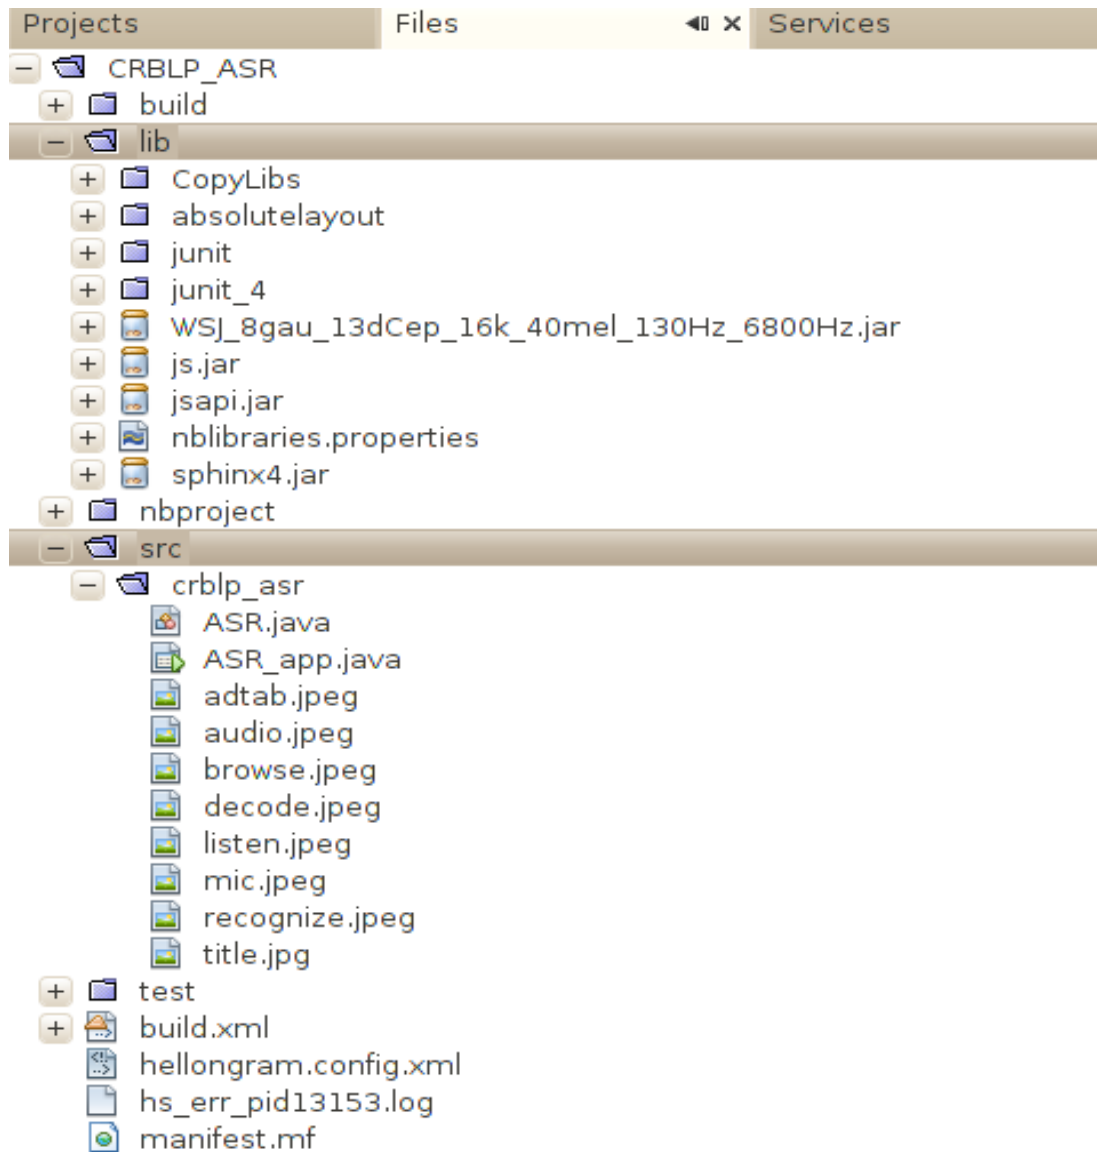 Projects Files Services
CRBLP_ASR
build
lib
CopyLibs
absolutelayout
junit
junit_4
WSJ_8gau_13dCep_16k_40mel_130Hz_6800Hz.jar
js.jar
jsapi.jar
nblibraries.properties
sphinx4.jar
nbproject
src
crblp_asr
ASR.java
ASR_app.java
adtab.jpeg
audio.jpeg
browse.jpeg
decode.jpeg
listen.jpeg
mic.jpeg
recognize.jpeg
title.jpg
test
build.xml
hellongram.config.xml
hs_err_pid13153.log
manifest.mf